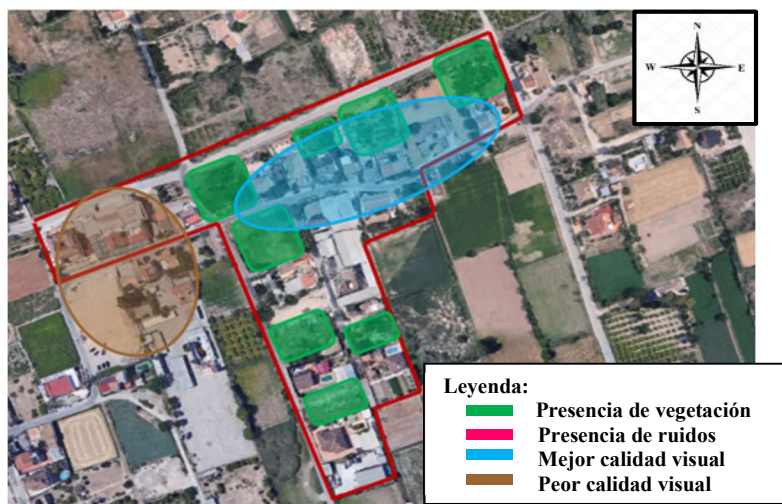 N
W E
S
Leyenda:
Presencia de vegetación
Presencia de ruidos
Mejor calidad visual
Peor calidad visual